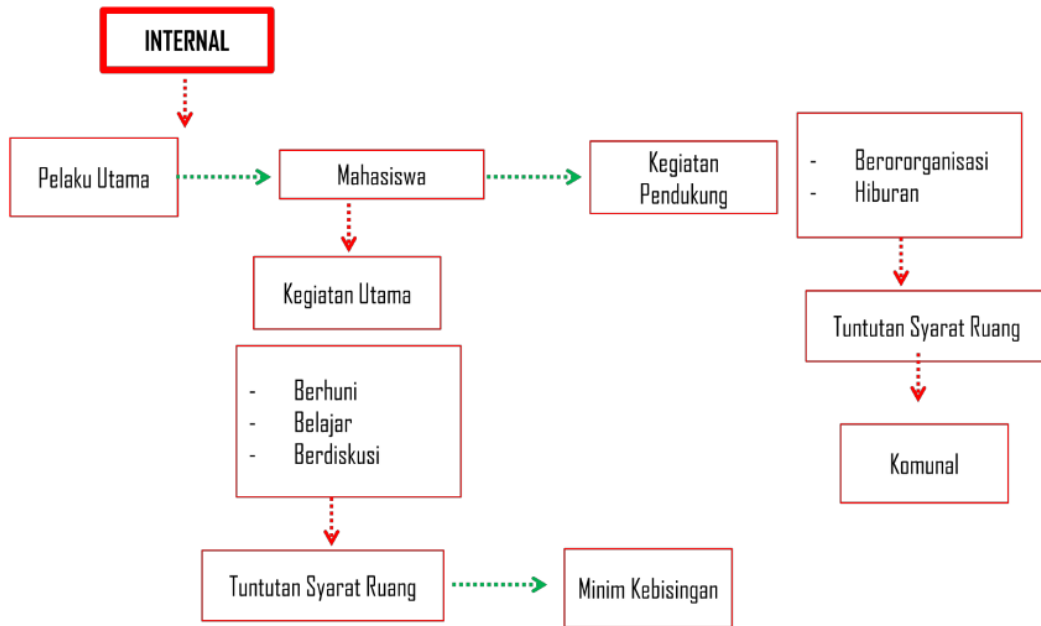 INTERNAL
Pelaku Utama
Mahasiswa
Kegiatan
Pendukung
- Berororganisasi
- Hiburan
Kegiatan Utama
Tuntutan Syarat Ruang
- Berhuni
- Belajar
- Berdiskusi
Komunal
Tuntutan Syarat Ruang
Minim Kebisingan